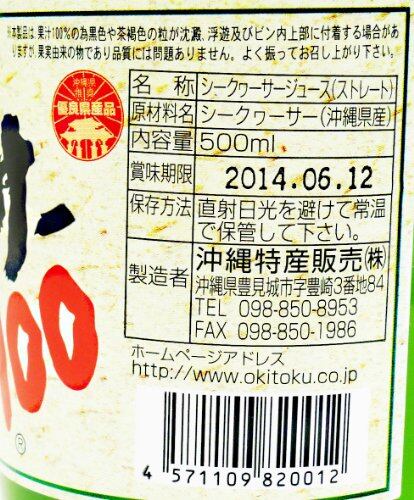 ※本製品は、果汁100%の為黒色や茶褐色の粒が沈澱、浮遊及びビン内上部に付着する場合があ
りますが、果実由来の物であり品質には問題ありません。よく振ってお召し上がり下さい。
沖縄県
推奨
優良県産品
名 称 シークヮーサージュース(ストレート)
原材料名 シークヮーサー(沖縄県産)
内容量 500ml
賞味期限 2014.06.12
保存方法 直射日光を避けて常温
で保管して下さい。
製造者 沖縄特産販売㈱
沖縄県豊見城市字豊崎3番地84
TEL 098-850-8953
FAX 098-850-1986
ホームページアドレス
http://www.okitoku.co.jp
100
®
4 571109 820012